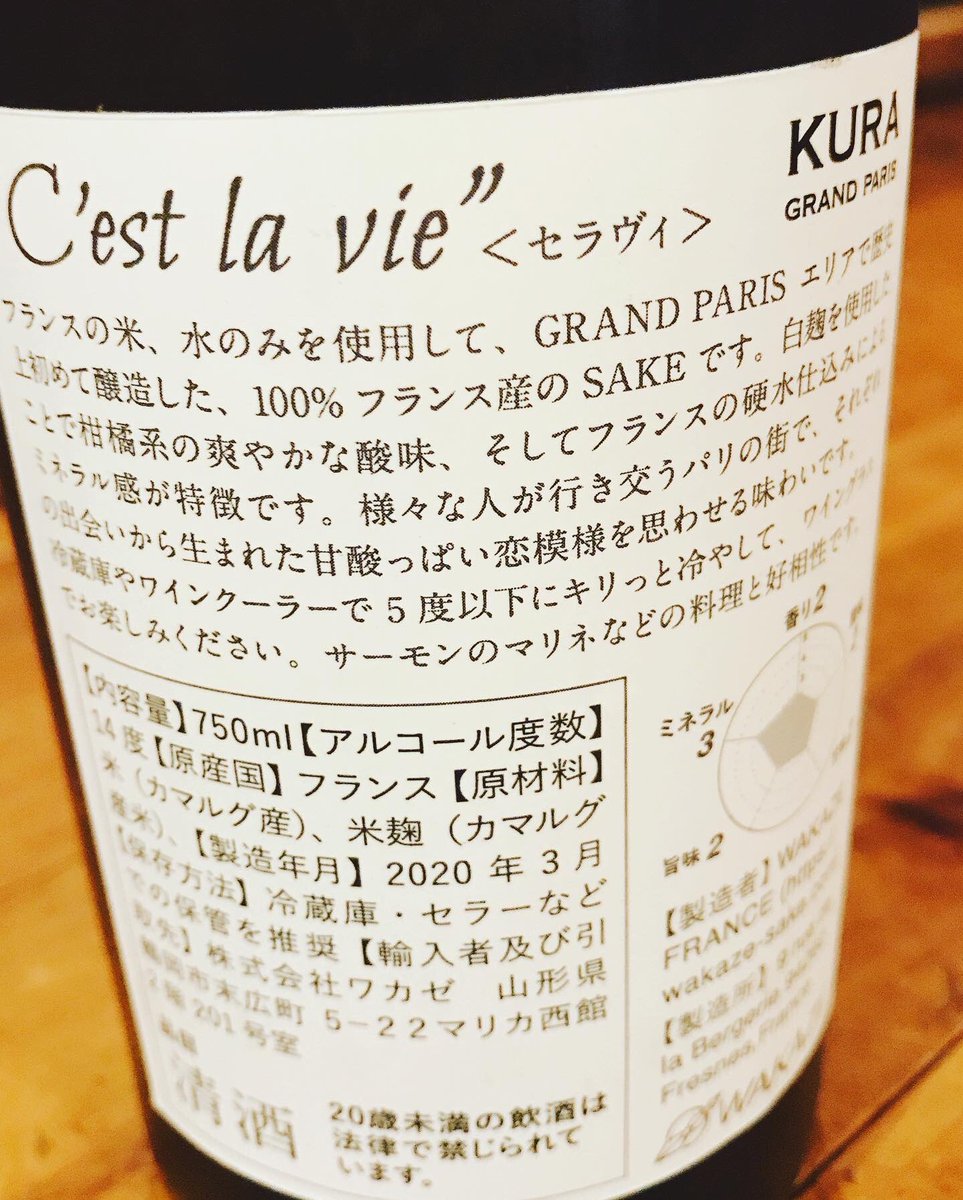 C'est la vie” <セラヴィ>
KURA
GRAND PARIS
フランスの米、水のみを使用して、GRAND PARIS エリアで歴史
上初めて醸造した、100% フランス産の SAKE です。白麹を使用した
ことで柑橘系の爽やかな酸味、そしてフランスの硬水仕込みによる
ミネラル感が特徴です。様々な人が行き交うパリの街で、それぞれ
の出会いから生まれた甘酸っぱい恋模様を思わせる味わいです。
冷蔵庫やワインクーラーで 5 度以下にキリっと冷やして、ワイングラス
でお楽しみください。サーモンのマリネなどの料理と好相性です。
香り2
ミネラル
3
旨味 2
【内容量】750ml【アルコール度数】
14 度【原産国】フランス【原材料】
米(カマルグ産)、米麹(カマルグ
産米)、【製造年月】2020 年 3 月
【保存方法】冷蔵庫・セラーなど
での保管を推奨【輸入者及び引
取先】株式会社ワカゼ 山形県
鶴岡市末広町 5-22マリカ西館
2階 201 号室
清酒
20歳未満の飲酒は
法律で禁じられて
います。
【製造者】WAKAZE
FRANCE (https
wakaze-sake.com
【製造所】9 rue
la Bergerie
Fresnes, France
WAKA